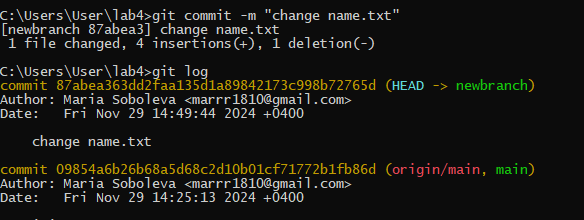 C:\Users\User\lab4>git commit -m "change name.txt"
[newbranch 87abea3] change name.txt
 1 file changed, 4 insertions(+), 1 deletion(-)
C:\Users\User\lab4>git log
commit 87abea363dd2faa135d1a89842173c998b72765d (HEAD -> newbranch)
Author: Maria Soboleva <marrr1810@gmail.com>
Date:   Fri Nov 29 14:49:44 2024 +0400
    change name.txt
commit 09854a6b26b68a5d68c2d10b01cf71772b1fb86d (origin/main, main)
Author: Maria Soboleva <marrr1810@gmail.com>
Date:   Fri Nov 29 14:25:13 2024 +0400